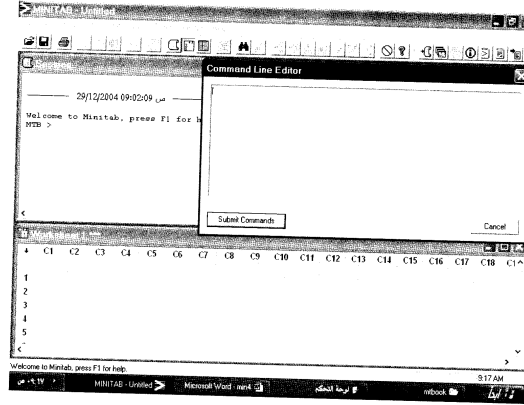 MINITAB - Untitled
Command Line Editor
29/12/2004 09:02:09 ص
Welcome to Minitab, press F1 for h
MTB >
Submit Commands
Cancel
C1 C2 C3 C4 C5 C6 C7 C8 C9 C10 C11 C12 C13 C14 C15 C16 C17 C18 C1
1
2
3
4
5
Welcome to Minitab, press F1 for help.
9:17 AM
٠٩:١٧ ص MINITAB - Untitled Microsoft Word - min4 لوحة التحكم mtbook ابدأ